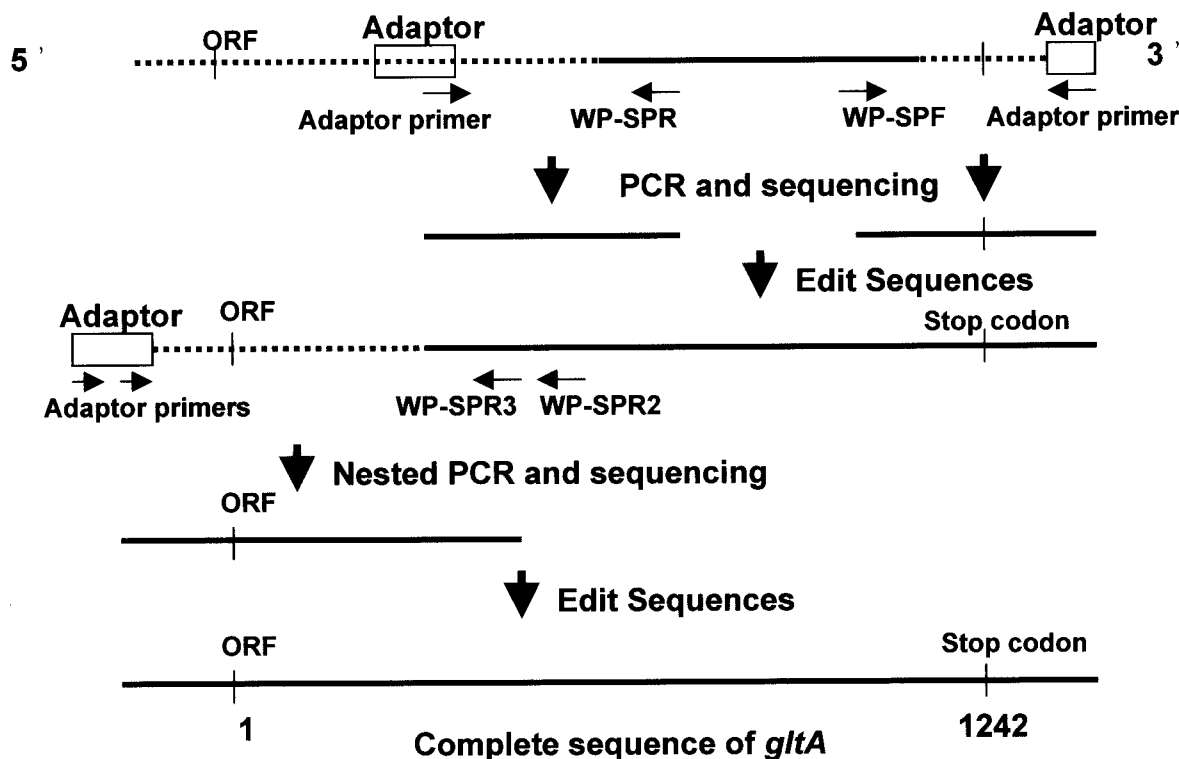 Adaptor Adaptor
ORF
5 ' 3 '
Adaptor primer WP-SPR WP-SPF Adaptor primer
PCR and sequencing
Edit Sequences
Adaptor ORF Stop codon
Adaptor primers WP-SPR3 WP-SPR2
Nested PCR and sequencing
ORF
Edit Sequences
ORF Stop codon
1 1242
Complete sequence of gltA